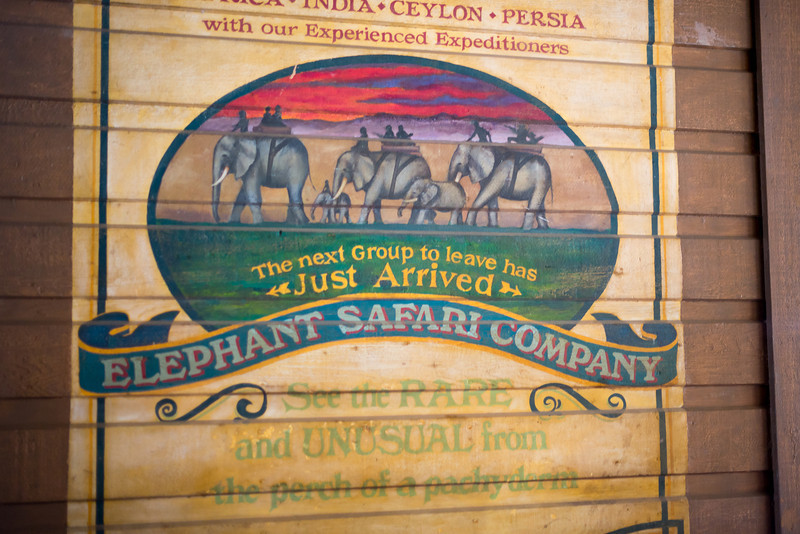 • INDIA • CEYLON • PERSIA
with our Experienced Expeditioners
The next Group to leave has
Just Arrived
ELEPHANT SAFARI COMPANY
See the RARE
and UNUSUAL from
the perch of a pachyderm